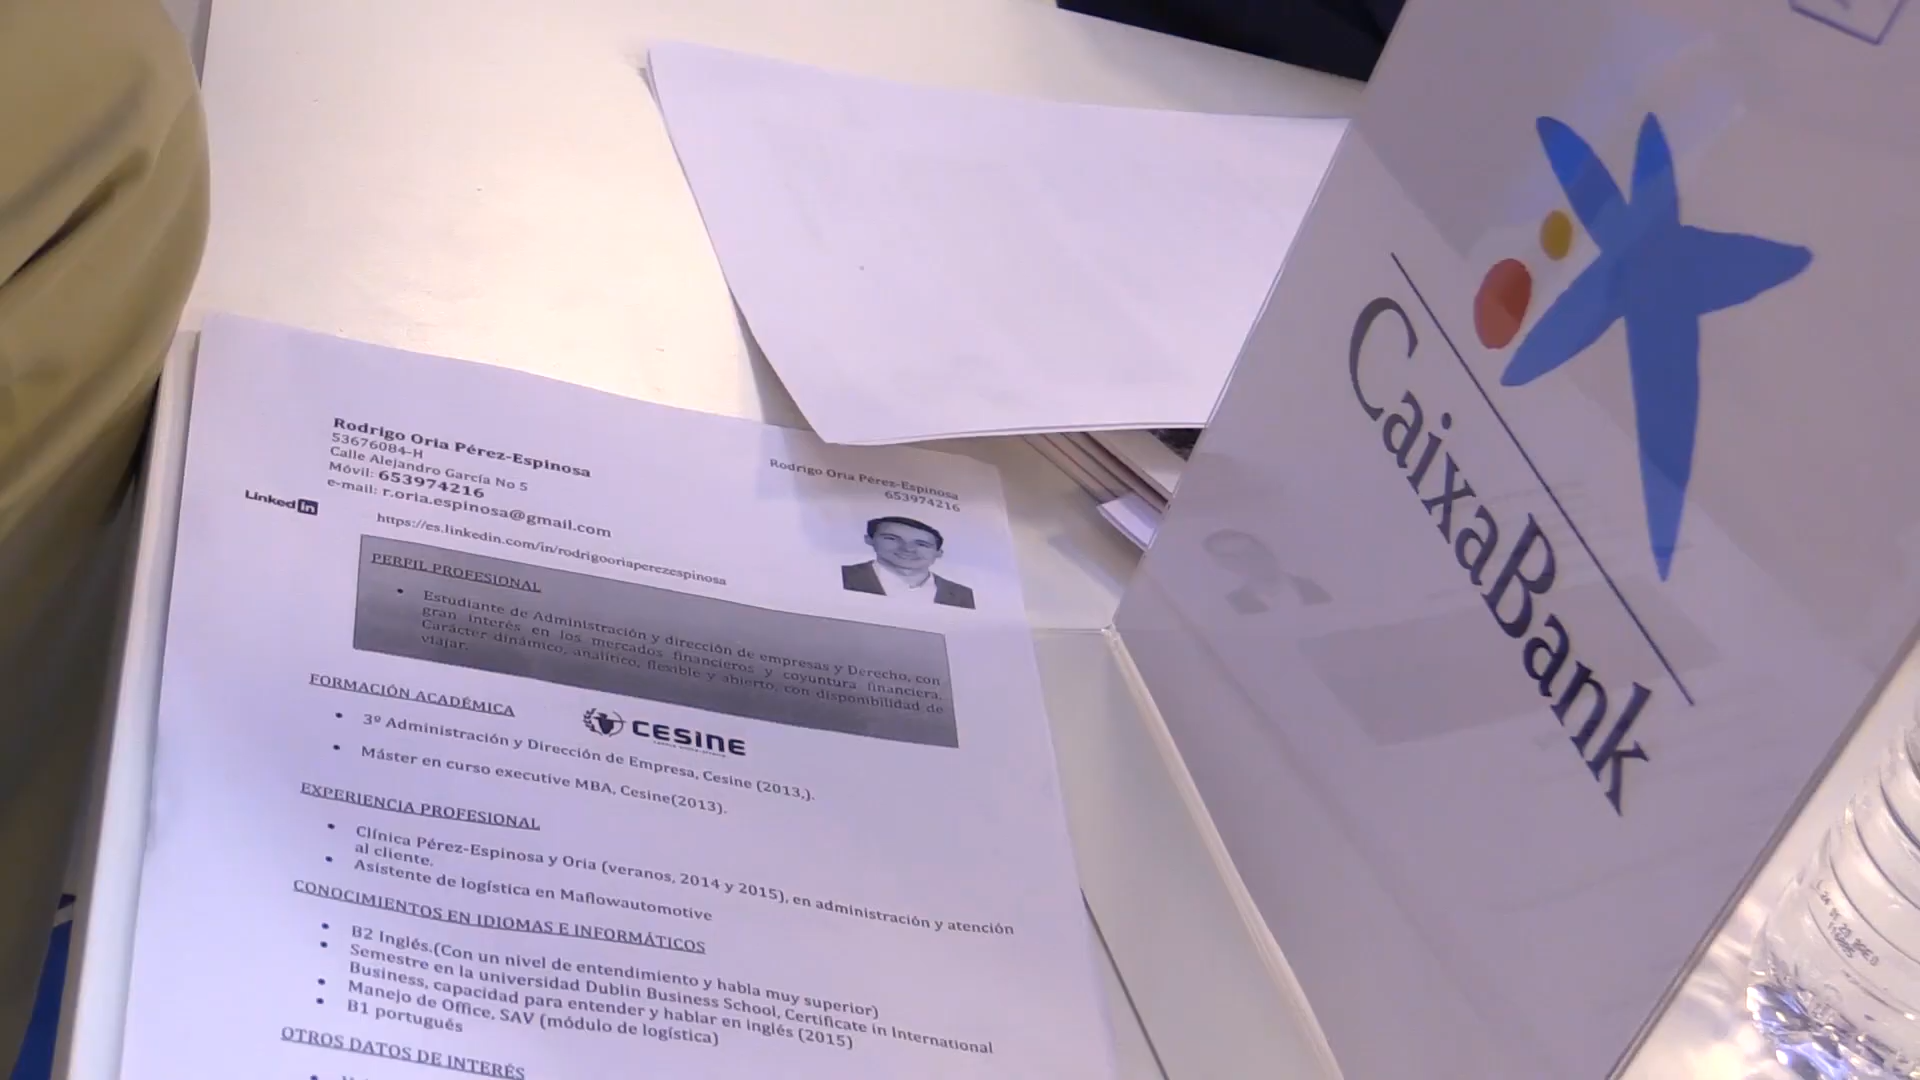 Rodrigo Oria Pérez-Espinosa
53676084-H
Calle Alejandro García No 5
Móvil: 653974216
e-mail: r.oria.espinosa@gmail.com
Linked in
https://es.linkedin.com/in/rodrigooriaperezespinosa
Rodrigo Oria Pérez-Espinosa
653974216
PERFIL PROFESIONAL
• Estudiante de Administración y dirección de empresas y Derecho, con
gran interés en los mercados financieros y coyuntura financiera.
Carácter dinámico, analítico, flexible y abierto, con disponibilidad de
viajar.
FORMACIÓN ACADÉMICA
CESINE
• 3º Administración y Dirección de Empresa, Cesine (2013,).
• Máster en curso executive MBA, Cesine(2013).
EXPERIENCIA PROFESIONAL
• Clínica Pérez-Espinosa y Oria (veranos, 2014 y 2015), en administración y atención
al cliente.
• Asistente de logística en Maflowautomotive
CONOCIMIENTOS EN IDIOMAS E INFORMÁTICOS
• B2 Inglés.(Con un nivel de entendimiento y habla muy superior)
• Semestre en la universidad Dublin Business School, Certificate in International
Business, capacidad para entender y hablar en inglés (2015)
• Manejo de Office, SAV (módulo de logística)
• B1 portugués
OTROS DATOS DE INTERÉS
CaixaBank